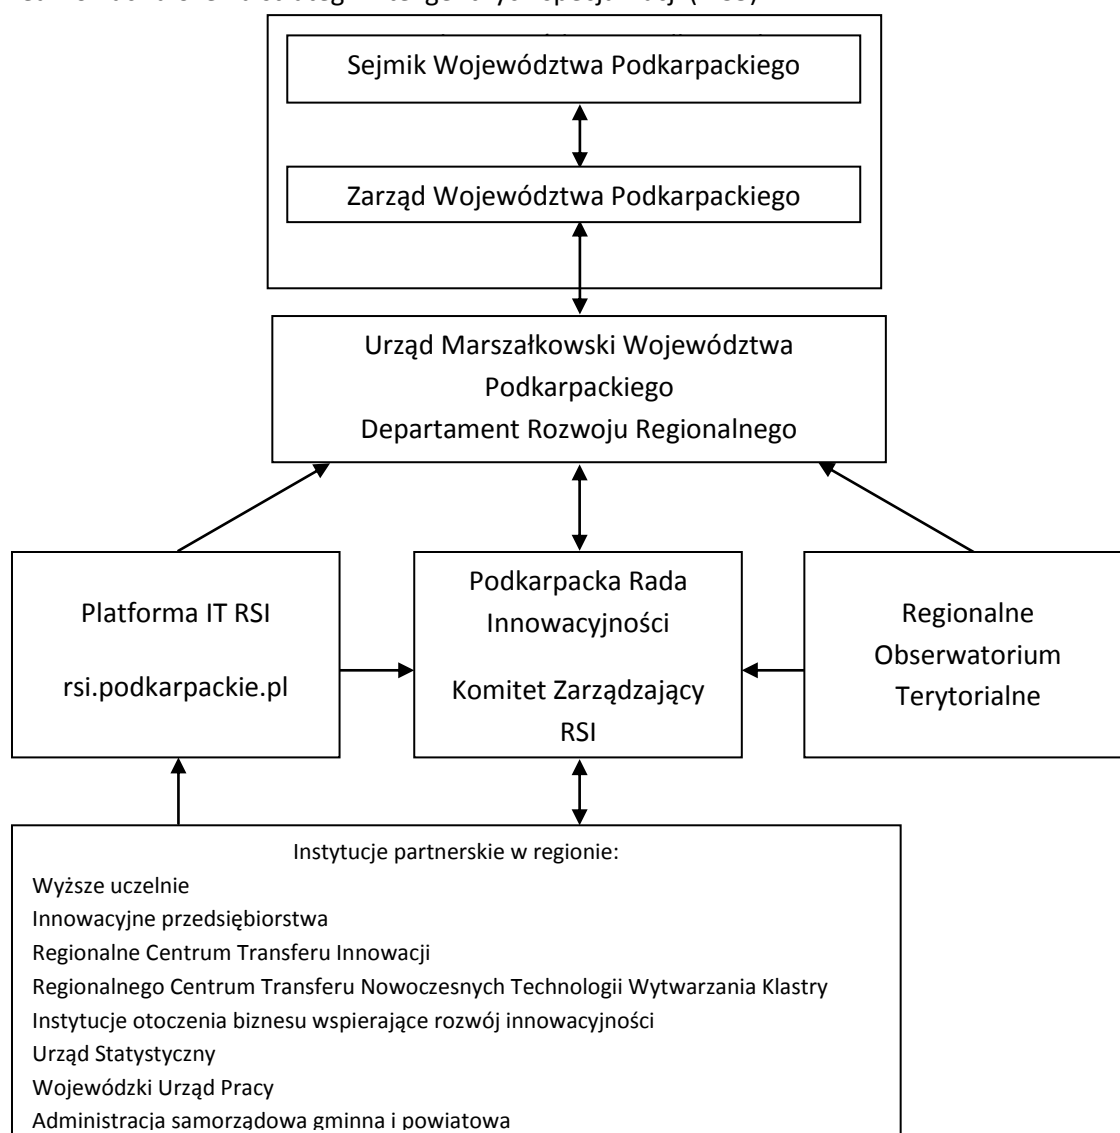 Sejmik Województwa Podkarpackiego
Zarząd Województwa Podkarpackiego
Urząd Marszałkowski Województwa
Podkarpackiego
Departament Rozwoju Regionalnego
Platforma IT RSI
rsi.podkarpackie.pl
Podkarpacka Rada
Innowacyjności
Komitet Zarządzający
RSI
Regionalne
Obserwatorium
Terytorialne
Instytucje partnerskie w regionie:
Wyższe uczelnie
Innowacyjne przedsiębiorstwa
Regionalne Centrum Transferu Innowacji
Regionalnego Centrum Transferu Nowoczesnych Technologii Wytwarzania Klastry
Instytucje otoczenia biznesu wspierające rozwój innowacyjności
Urząd Statystyczny
Wojewódzki Urząd Pracy
Administracja samorządowa gminna i powiatowa